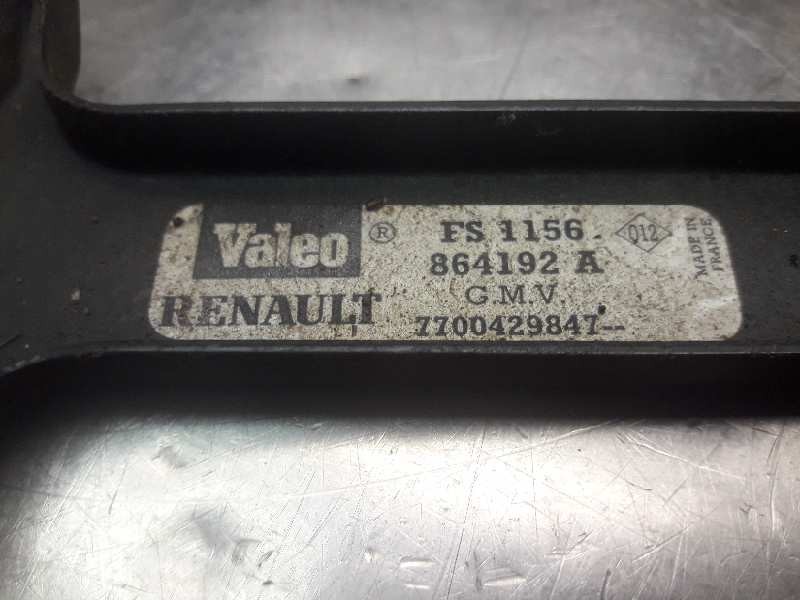 Valeo ® FS 1156 012 MADE IN FRANCE
864192 A
RENAULT G.M.V.
7700429847--